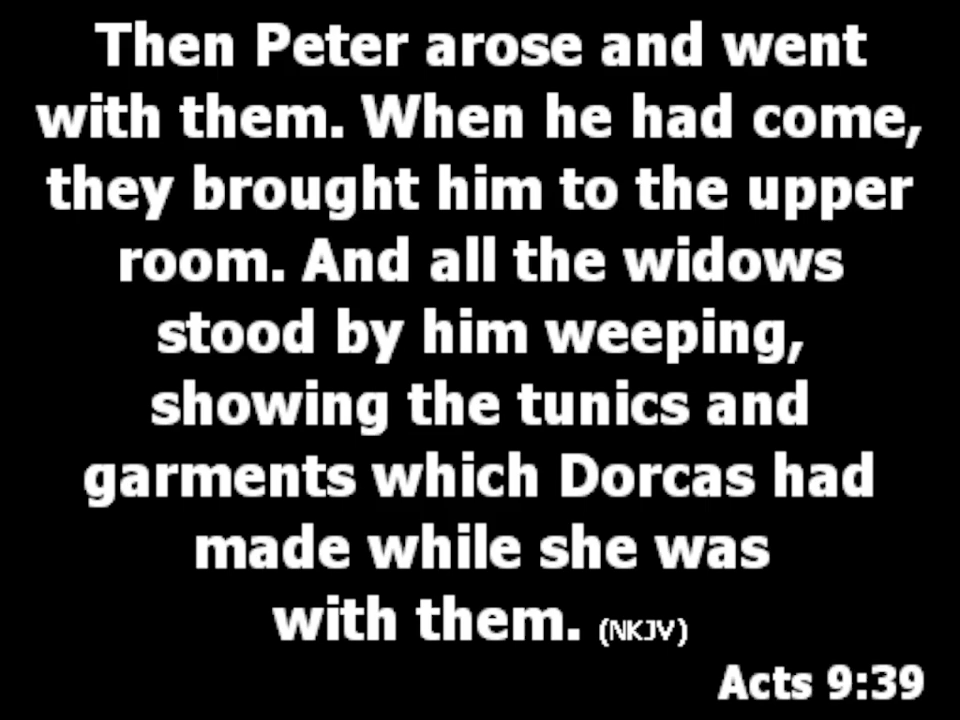 Then Peter arose and went
with them. When he had come,
they brought him to the upper
room. And all the widows
stood by him weeping,
showing the tunics and
garments which Dorcas had
made while she was
with them. (NKJV)
Acts 9:39